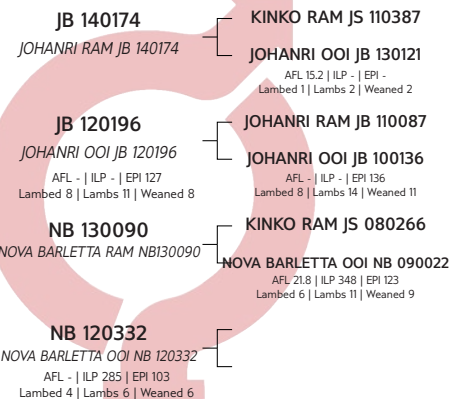 JB 140174
JOHANRI RAM JB 140174
KINKO RAM JS 110387
JOHANRI OOI JB 130121
AFL 15.2 | ILP - | EPI -
Lambed 1 | Lambs 2 | Weaned 2
JB 120196
JOHANRI OOI JB 120196
AFL - | ILP - | EPI 127
Lambed 8 | Lambs 11 | Weaned 8
JOHANRI RAM JB 110087
JOHANRI OOI JB 100136
AFL - | ILP - | EPI 136
Lambed 8 | Lambs 14 | Weaned 11
NB 130090
NOVA BARLETTA RAM NB130090
KINKO RAM JS 080266
NOVA BARLETTA OOI NB 090022
AFL 21.8 | ILP 348 | EPI 123
Lambed 6 | Lambs 11 | Weaned 9
NB 120332
NOVA BARLETTA OOI NB 120332
AFL - | ILP 285 | EPI 103
Lambed 4 | Lambs 6 | Weaned 6